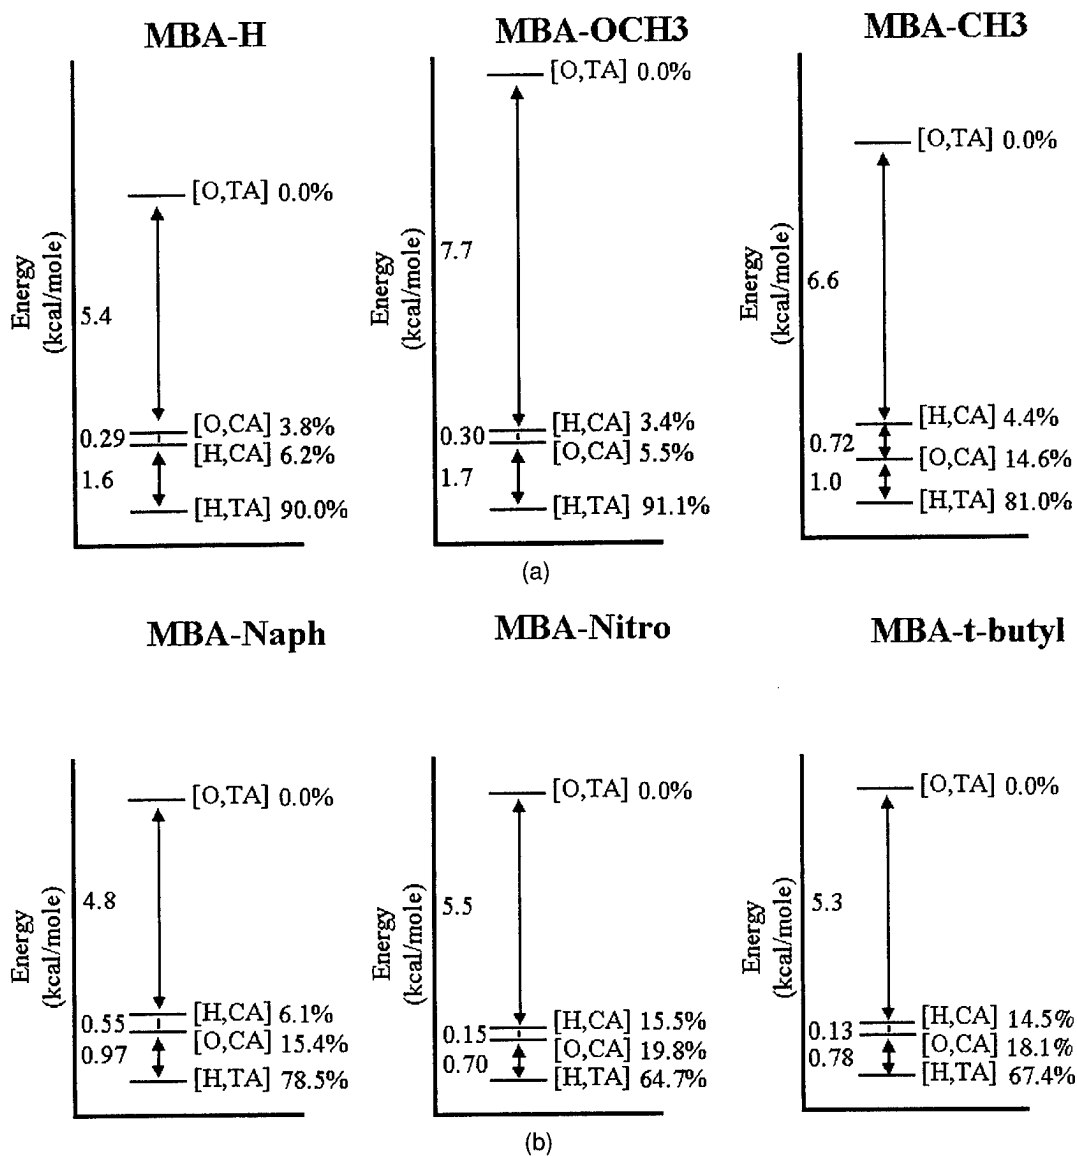 MBA-H
[O,TA] 0.0%
Energy
(kcal/mole)
5.4
[O,CA] 3.8%
0.29
[H,CA] 6.2%
1.6
[H,TA] 90.0%
MBA-OCH3
[O,TA] 0.0%
Energy
(kcal/mole)
7.7
[H,CA] 3.4%
0.30
[O,CA] 5.5%
1.7
[H,TA] 91.1%
MBA-CH3
[O,TA] 0.0%
Energy
(kcal/mole)
6.6
[H,CA] 4.4%
0.72
[O,CA] 14.6%
1.0
[H,TA] 81.0%
(a)
MBA-Naph
[O,TA] 0.0%
Energy
(kcal/mole)
4.8
[H,CA] 6.1%
0.55
[O,CA] 15.4%
0.97
[H,TA] 78.5%
MBA-Nitro
[O,TA] 0.0%
Energy
(kcal/mole)
5.5
[H,CA] 15.5%
0.15
[O,CA] 19.8%
0.70
[H,TA] 64.7%
MBA-t-butyl
[O,TA] 0.0%
Energy
(kcal/mole)
5.3
[H,CA] 14.5%
0.13
[O,CA] 18.1%
0.78
[H,TA] 67.4%
(b)